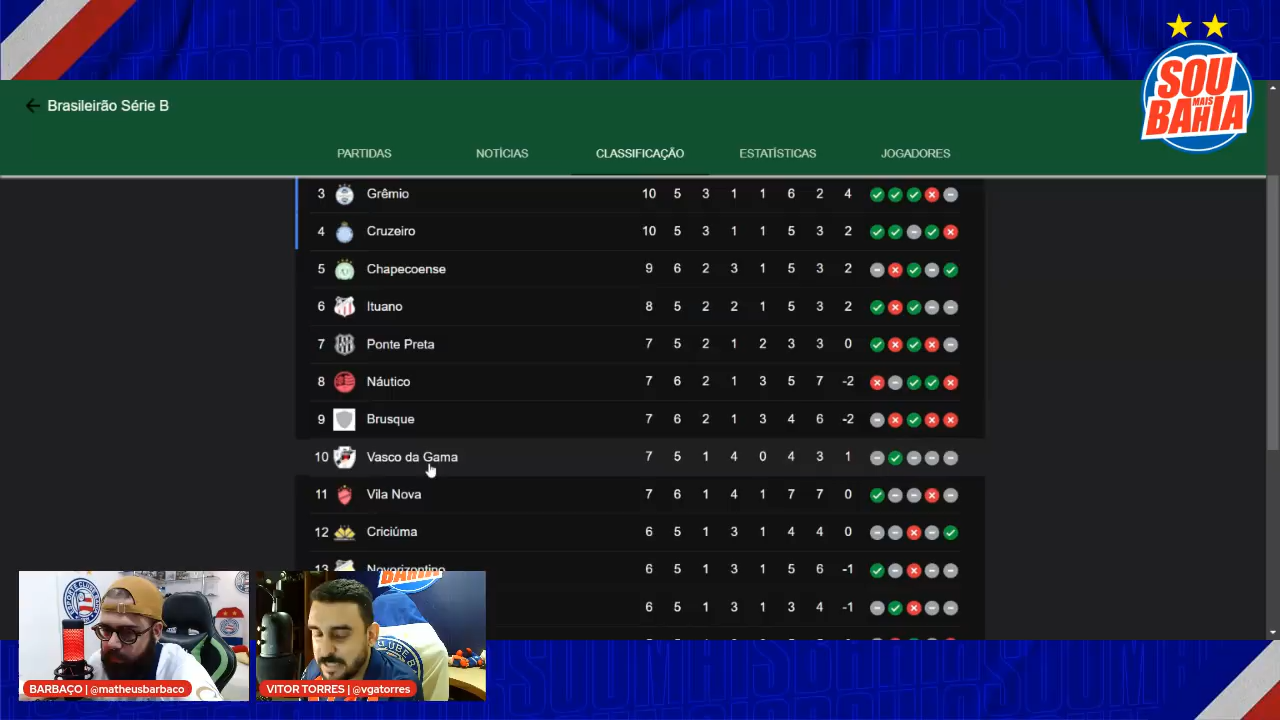 SOU
MAIS
BAHIA
Brasileirão Série B
PARTIDAS NOTÍCIAS CLASSIFICAÇÃO ESTATÍSTICAS JOGADORES
3 Grêmio 10 5 3 1 1 6 2 4
4 Cruzeiro 10 5 3 1 1 5 3 2
5 Chapecoense 9 6 2 3 1 5 3 2
6 Ituano 8 5 2 2 1 5 3 2
7 Ponte Preta 7 5 2 1 2 3 3 0
8 Náutico 7 6 2 1 3 5 7 -2
9 Brusque 7 6 2 1 3 4 6 -2
10 Vasco da Gama 7 5 1 4 0 4 3 1
11 Vila Nova 7 6 1 4 1 7 7 0
12 Criciúma 6 5 1 3 1 4 4 0
13 Novorizontino 6 5 1 3 1 5 6 -1
6 5 1 3 1 3 4 -1
BAHIA
BARBAÇO | @matheusbarbaco
VITOR TORRES | @vgatorres